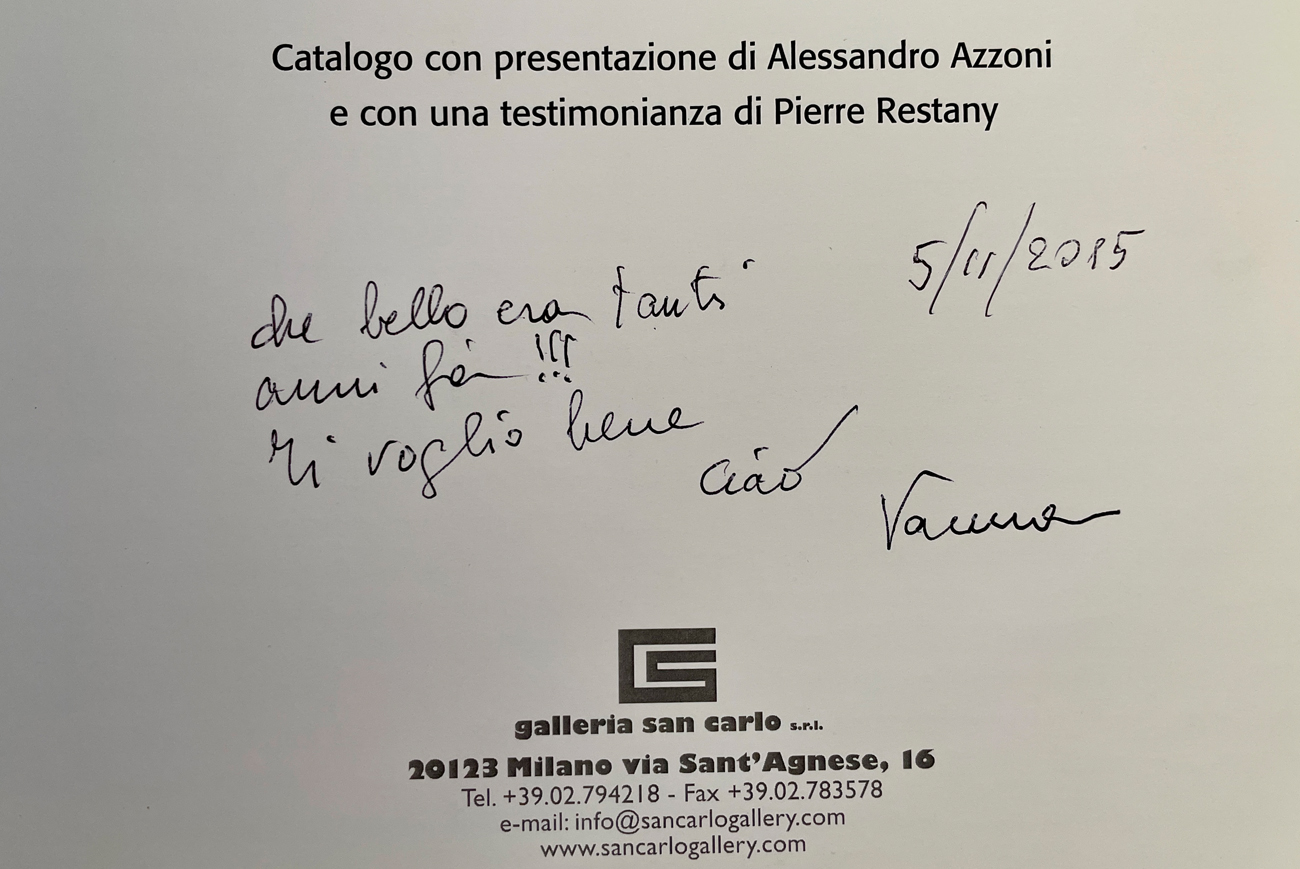 Catalogo con presentazione di Alessandro Azzoni
e con una testimonianza di Pierre Restany
5/11/2015
che bello era tanti
anni fà !!!
Ti voglio bene
ciao
Vanna
galleria san carlo s.r.l.
20123 Milano via Sant'Agnese, 16
Tel. +39.02.794218 - Fax +39.02.783578
e-mail: info@sancarlogallery.com
www.sancarlogallery.com